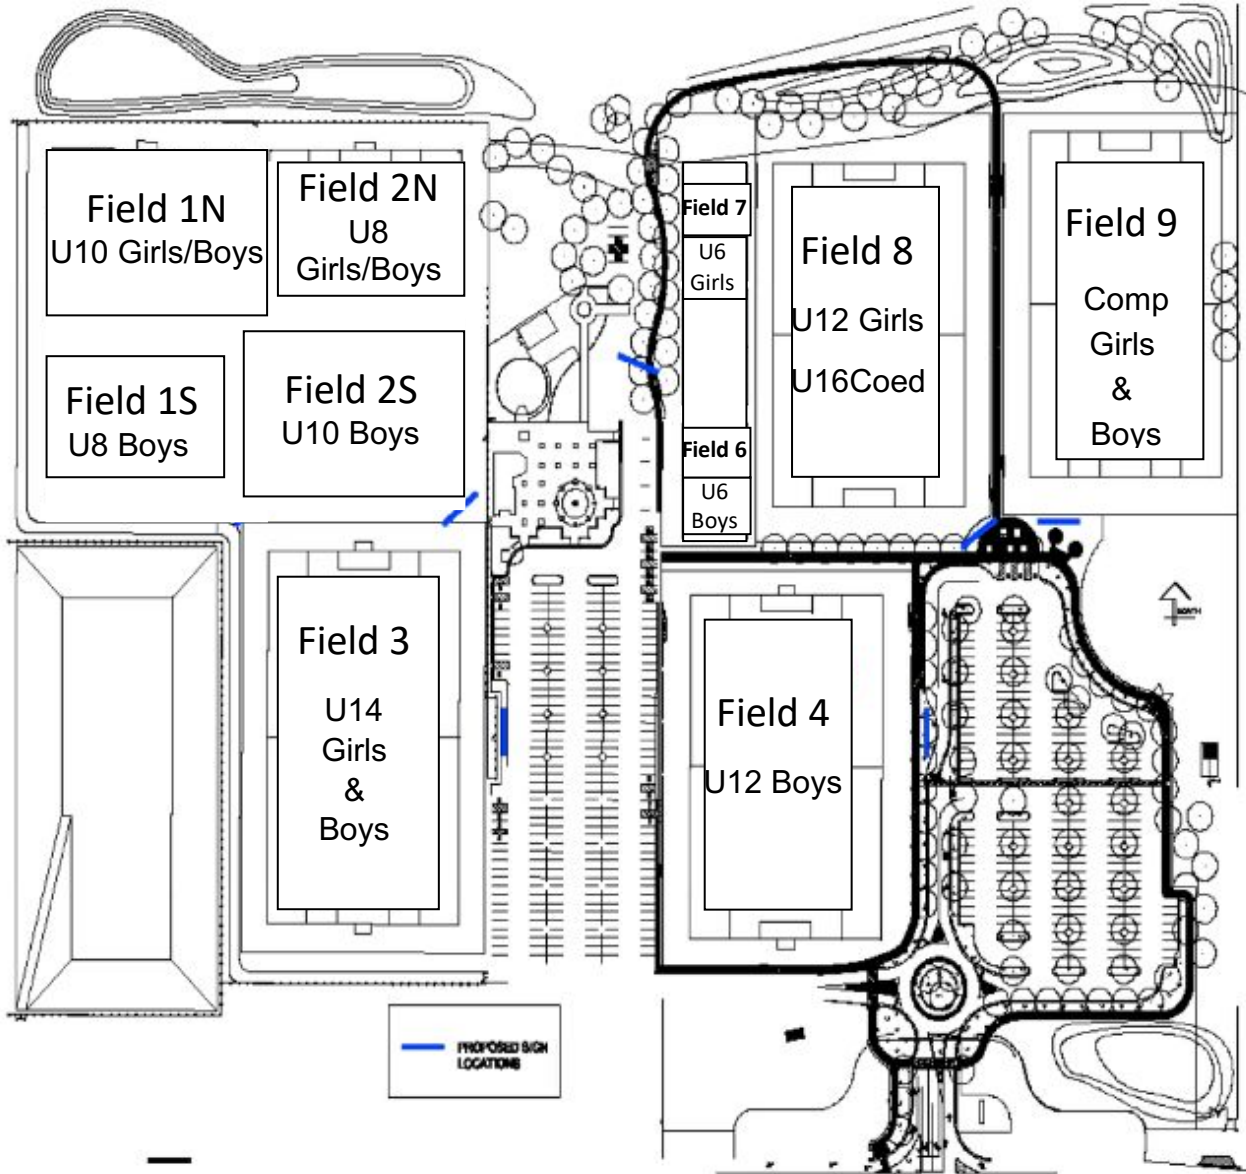 Field 1N
U10 Girls/Boys
Field 2N
U8
Girls/Boys
Field 1S
U8 Boys
Field 2S
U10 Boys
Field 3
U14
Girls
&
Boys
Field 7
U6
Girls
Field 6
U6
Boys
Field 8
U12 Girls
U16Coed
Field 9
Comp
Girls
&
Boys
Field 4
U12 Boys
NORTH
PROPOSED SIGN
LOCATIONS